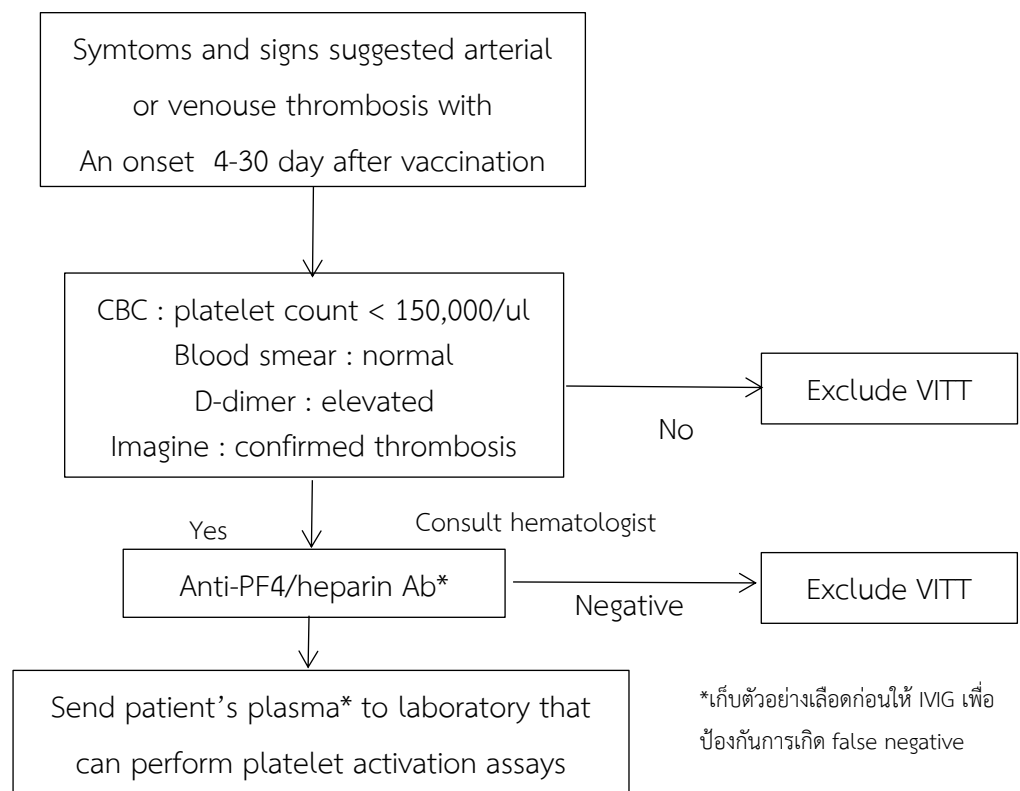 Symtoms and signs suggested arterial
or venouse thrombosis with
An onset 4-30 day after vaccination
CBC : platelet count < 150,000/ul
Blood smear : normal
D-dimer : elevated
Imagine : confirmed thrombosis
No
Exclude VITT
Yes
Consult hematologist
Anti-PF4/heparin Ab*
Negative
Exclude VITT
Send patient’s plasma* to laboratory that
can perform platelet activation assays
*เก็บตัวอย่างเลือดก่อนให้ IVIG เพื่อ
ป้องกันการเกิด false negative